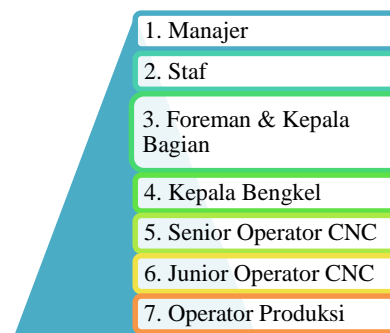 1. Manajer
2. Staf
3. Foreman & Kepala
Bagian
4. Kepala Bengkel
5. Senior Operator CNC
6. Junior Operator CNC
7. Operator Produksi